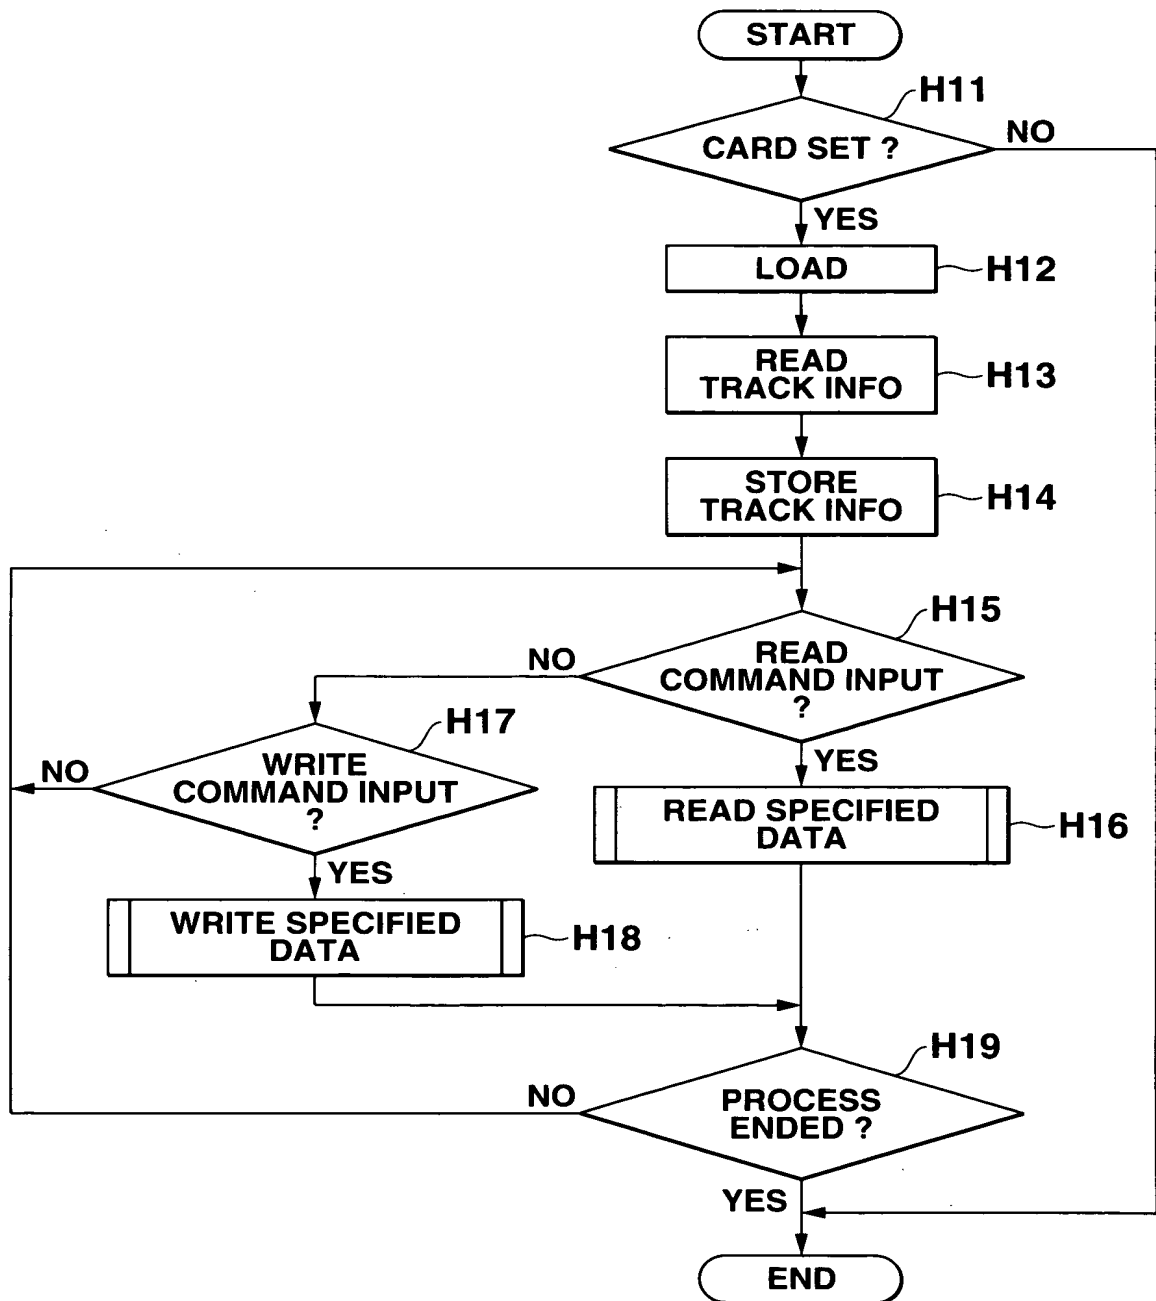 START
H11
CARD SET ?
NO
YES
LOAD
H12
READ
TRACK INFO
H13
STORE
TRACK INFO
H14
H15
READ
COMMAND INPUT
?
NO
YES
H17
WRITE
COMMAND INPUT
?
NO
YES
READ SPECIFIED
DATA
H16
WRITE SPECIFIED
DATA
H18
H19
PROCESS
ENDED ?
NO
YES
END